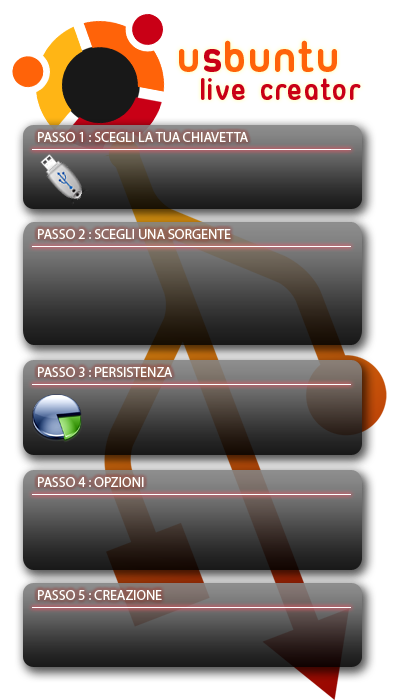 usbuntu
live creator
PASSO 1 : SCEGLI LA TUA CHIAVETTA
PASSO 2 : SCEGLI UNA SORGENTE
PASSO 3 : PERSISTENZA
PASSO 4 : OPZIONI
PASSO 5 : CREAZIONE